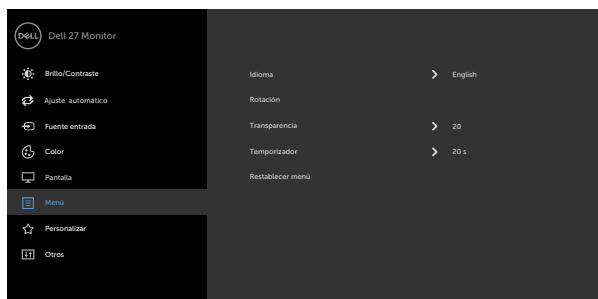 DELL Dell 27 Monitor
Brillo/Contraste
Ajuste automático
Fuente entrada
Color
Pantalla
Menú
Personalizar
Otros
Idioma English
Rotación
Transparencia 20
Temporizador 20 s
Restablecer menú